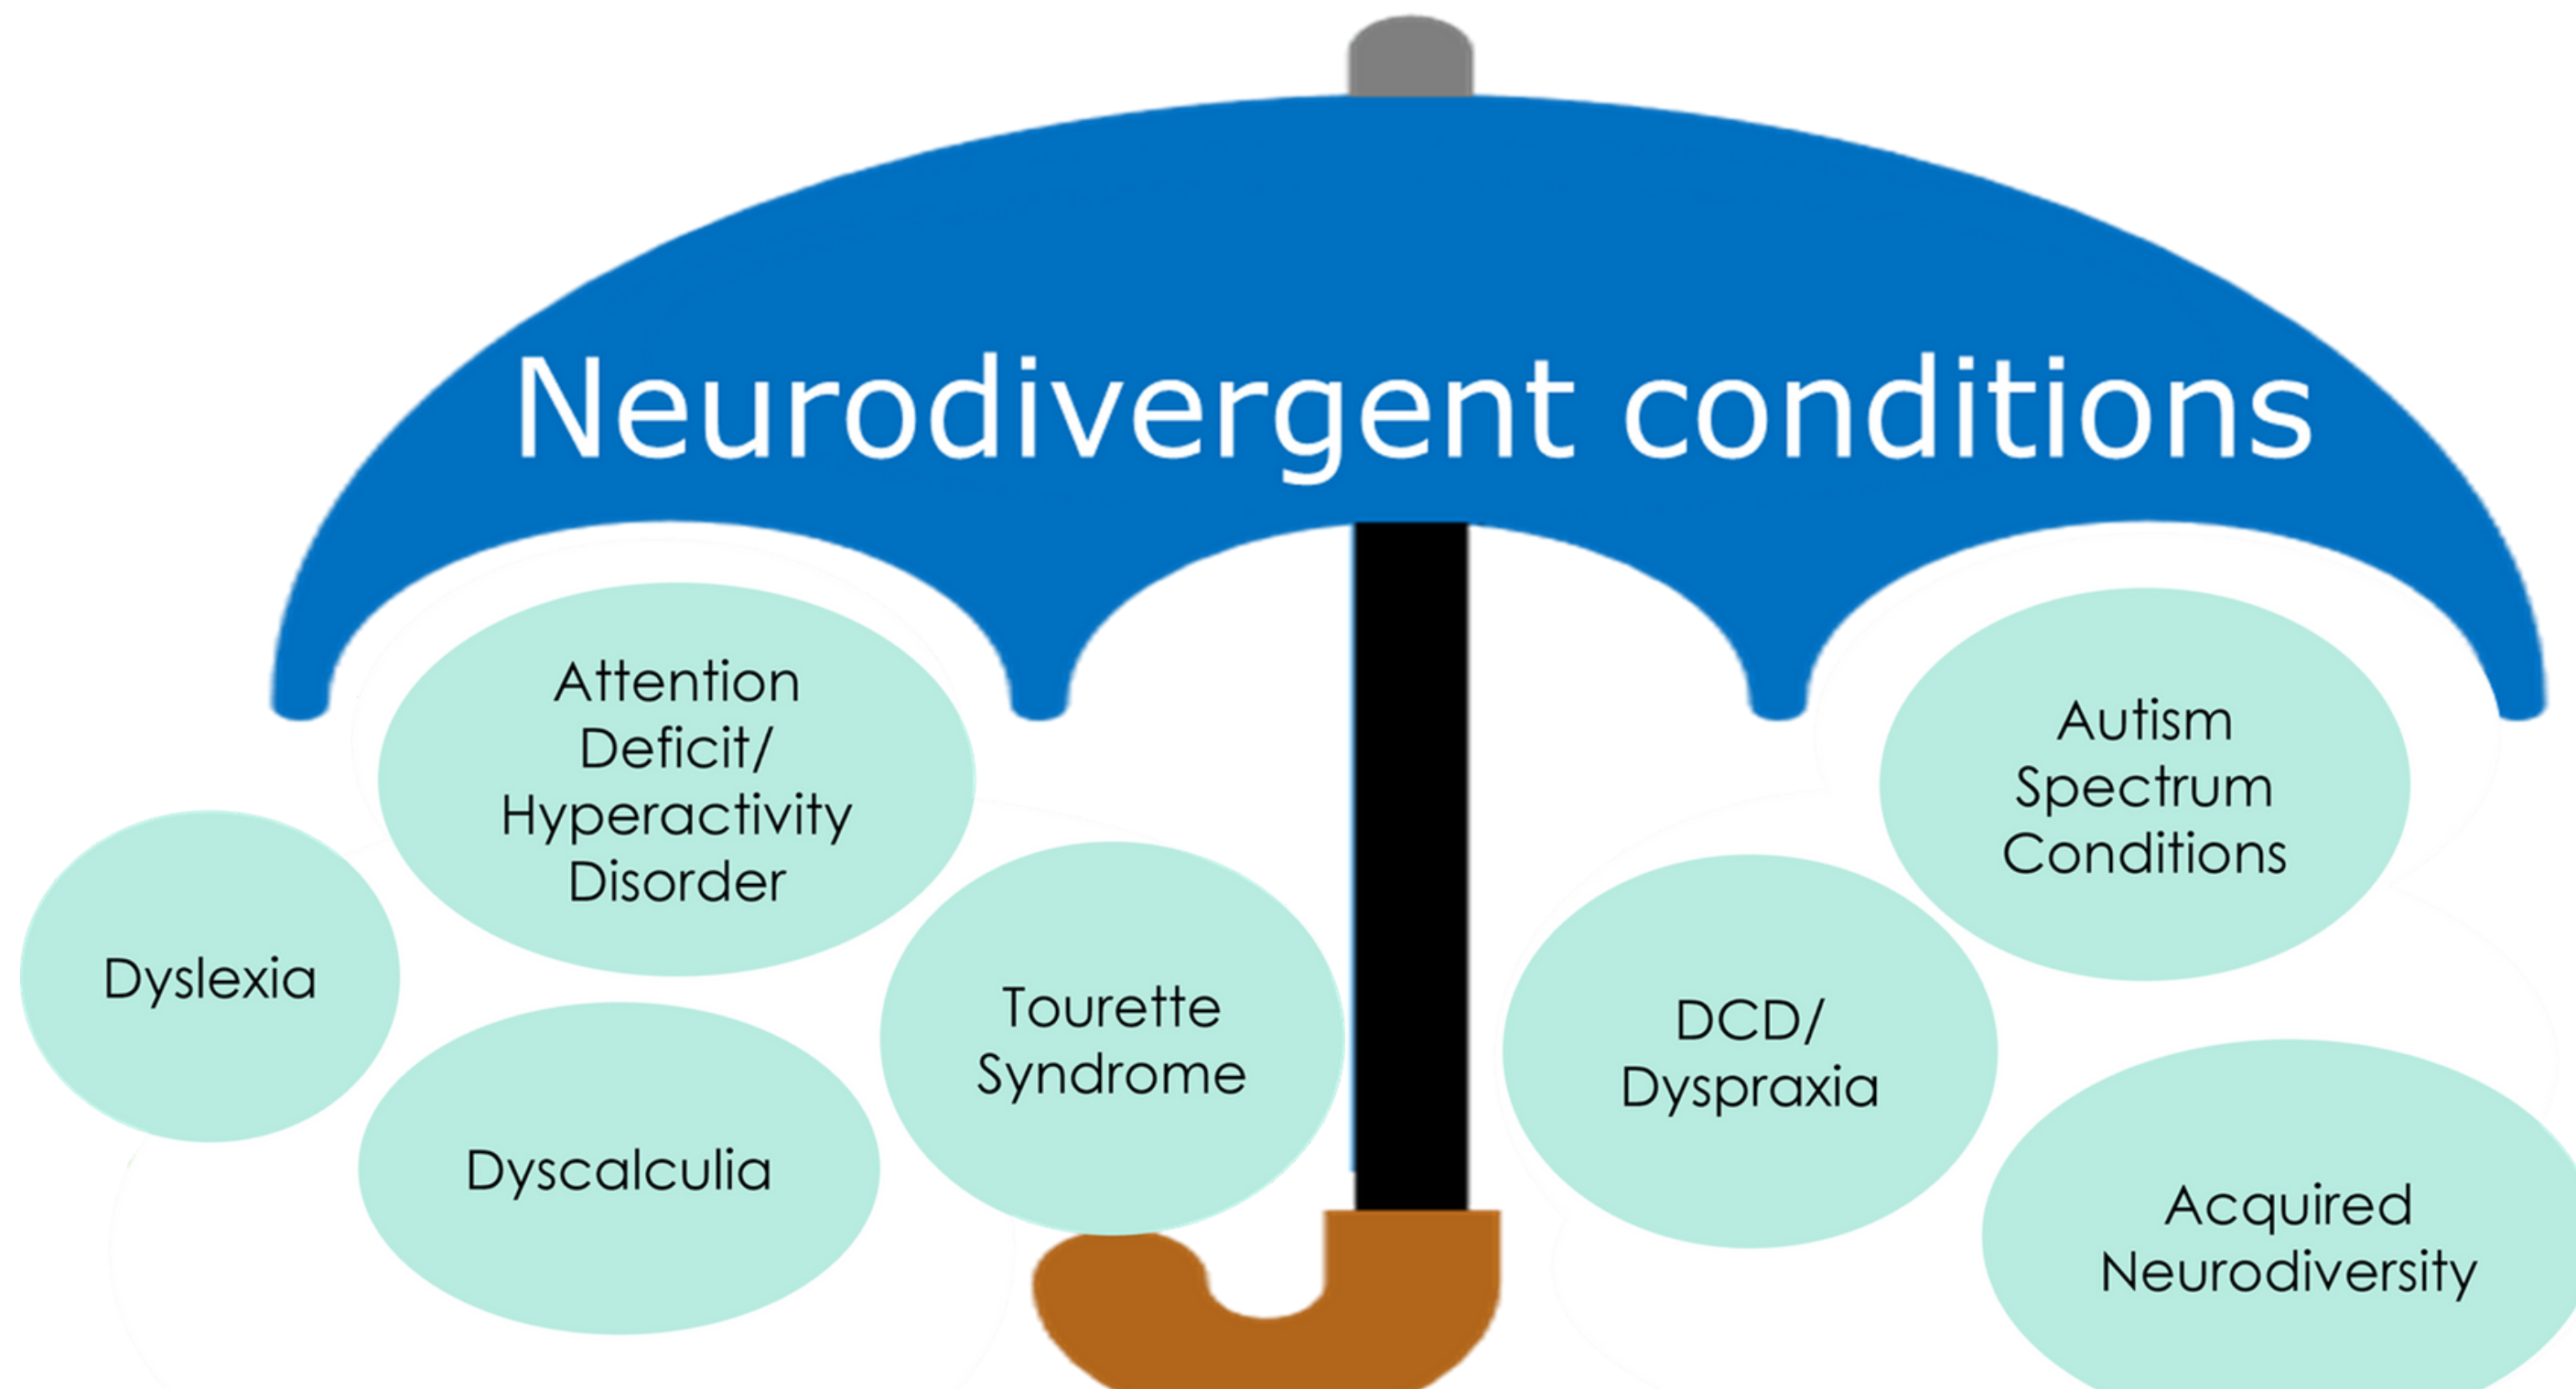 Neurodivergent conditions
Attention
Deficit/
Hyperactivity
Disorder
Autism
Spectrum
Conditions
Dyslexia
Tourette
Syndrome
DCD/
Dyspraxia
Dyscalculia
Acquired
Neurodiversity